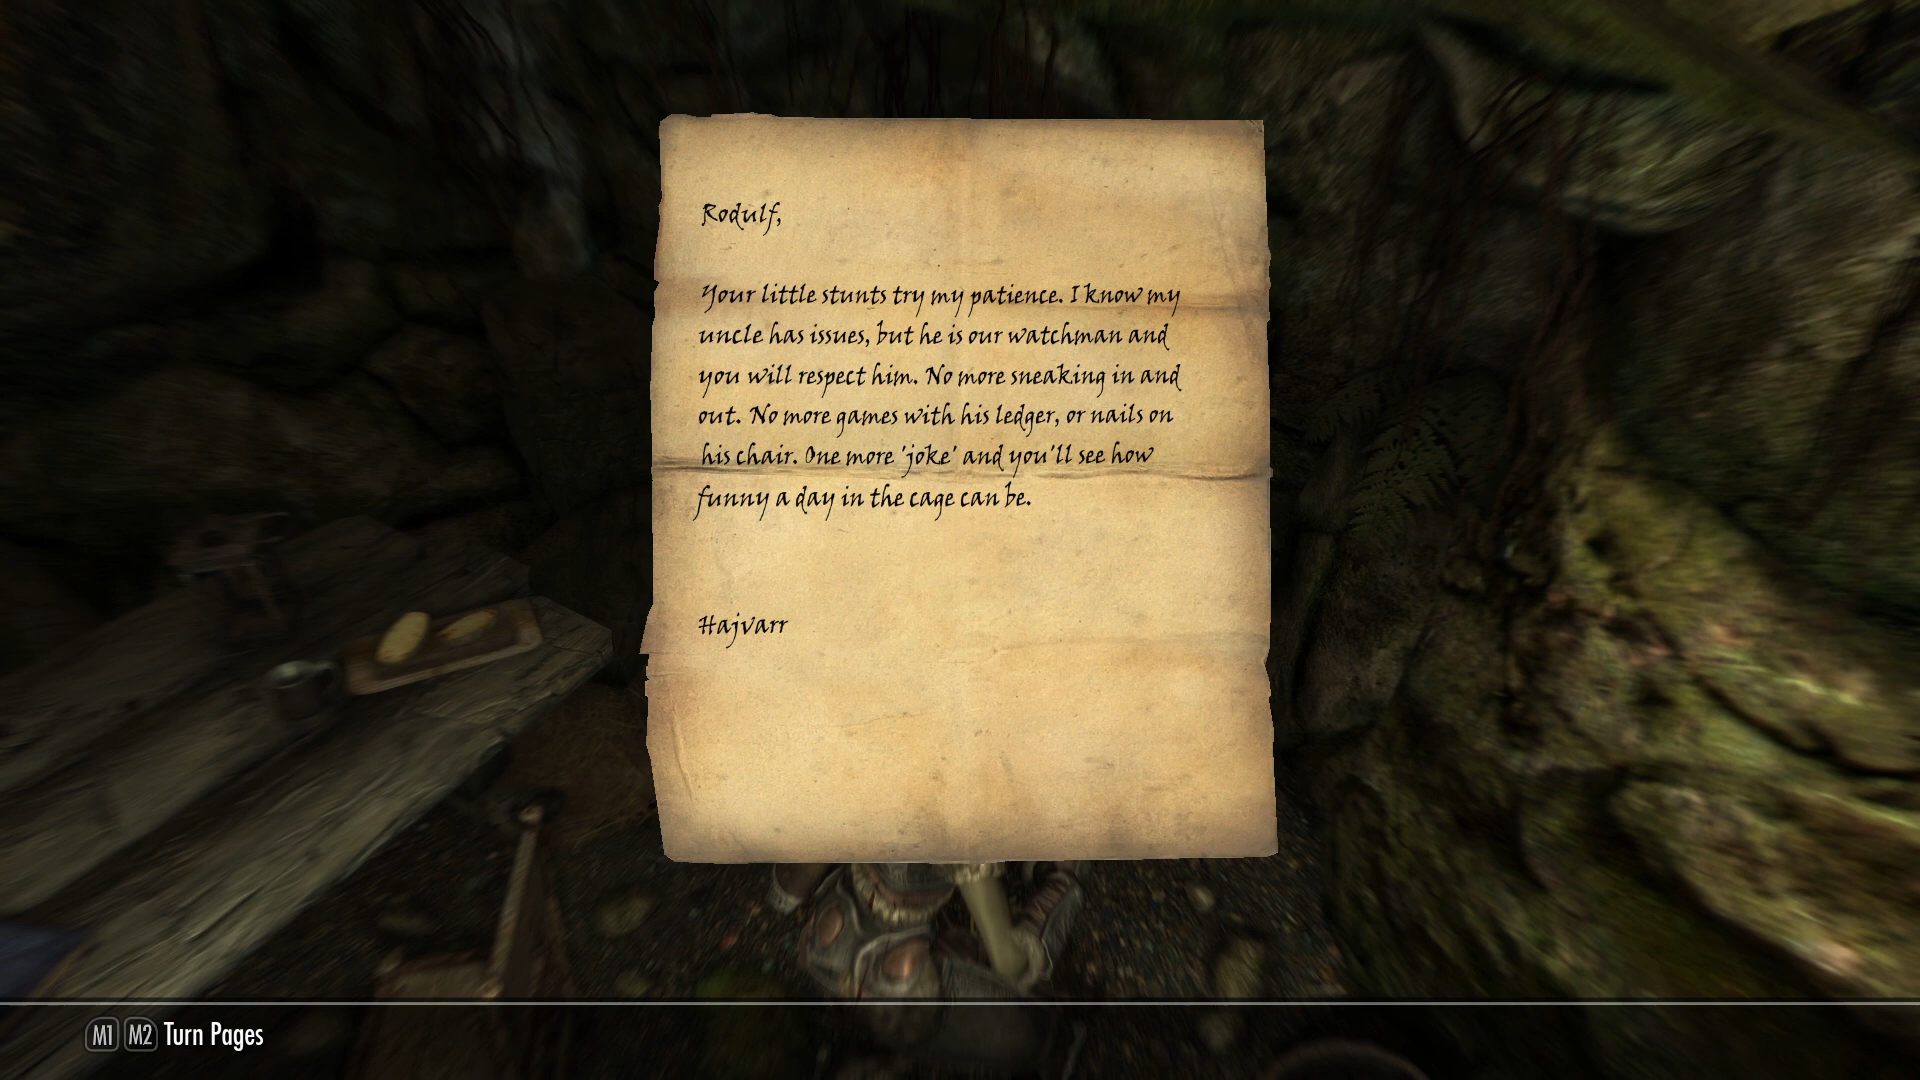 Rodulf,
Your little stunts try my patience. I know my
uncle has issues, but he is our watchman and
you will respect him. No more sneaking in and
out. No more games with his ledger, or nails on
his chair. One more 'joke' and you'll see how
funny a day in the cage can be.
Hajvarr
M1 M2 Turn Pages